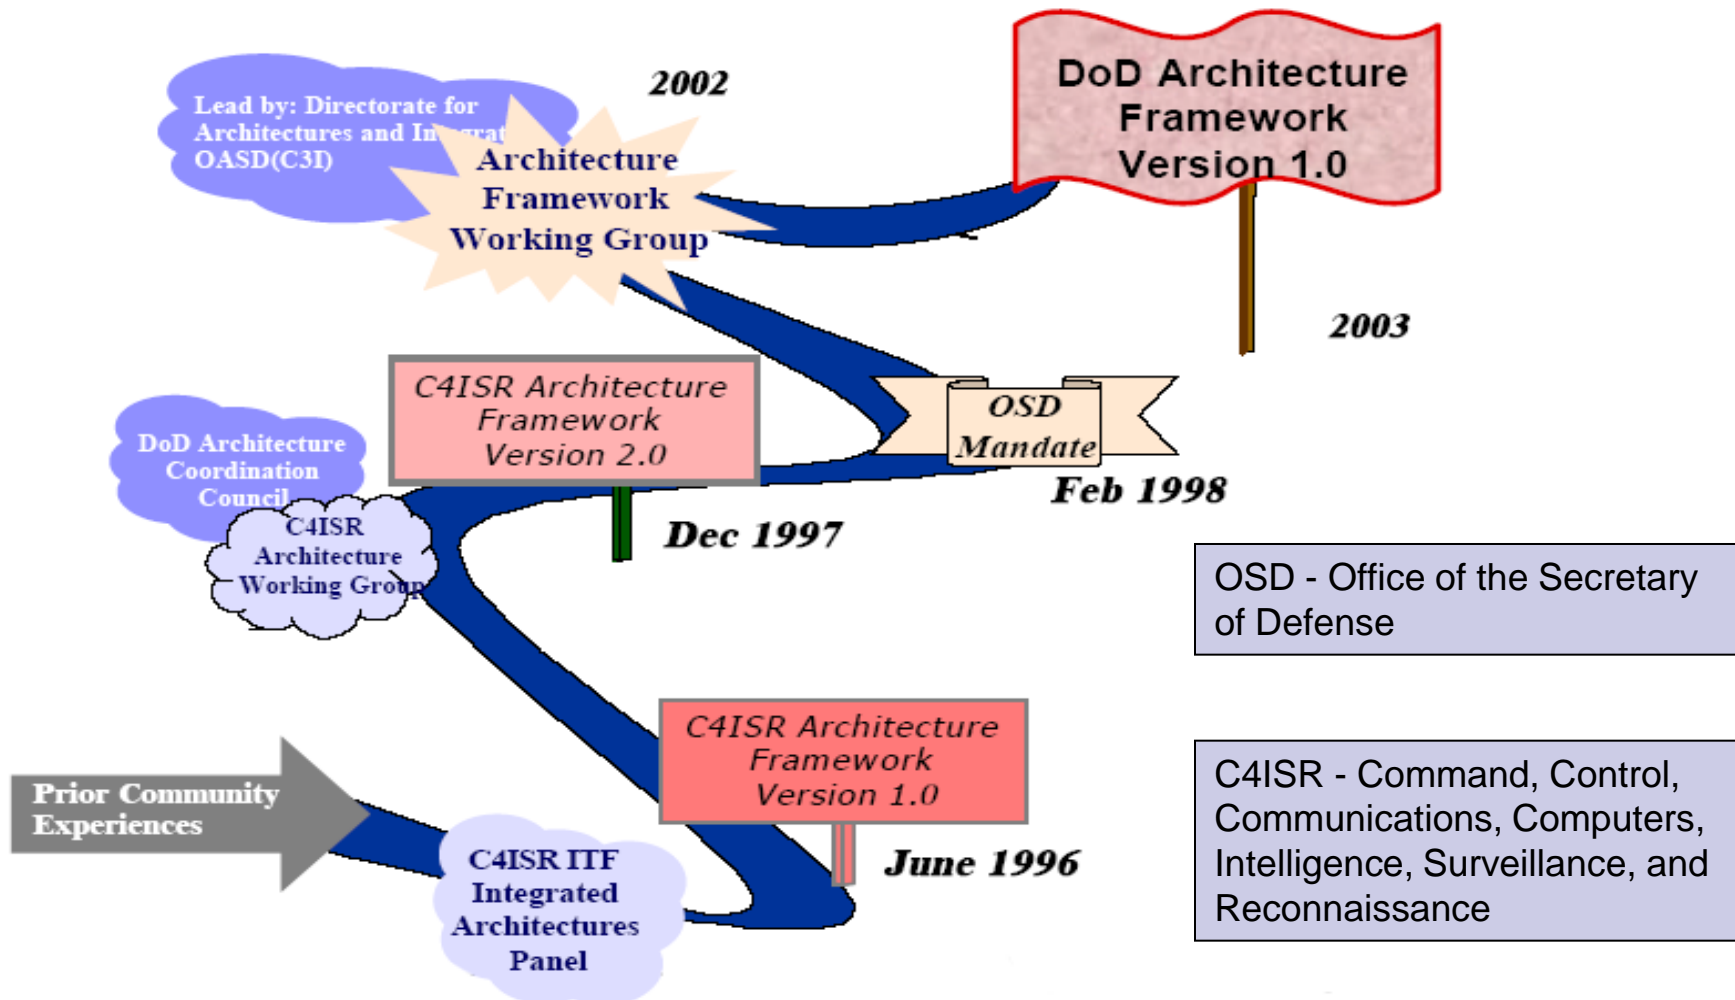 2002
DoD Architecture
Framework
Version 1.0
Lead by: Directorate for
Architectures and
OASD(C3I)
Architecture
Framework
Working Group
2003
C4ISR Architecture
Framework
Version 2.0
OSD
Mandate
Feb 1998
DoD Architecture
Coordination
Council
Dec 1997
C4ISR
Architecture
Working Group
OSD - Office of the Secretary
of Defense
C4ISR Architecture
Framework
Version 1.0
June 1996
Prior Community
Experiences
C4ISR ITF
Integrated
Architectures
Panel
C4ISR - Command, Control,
Communications, Computers,
Intelligence, Surveillance, and
Reconnaissance